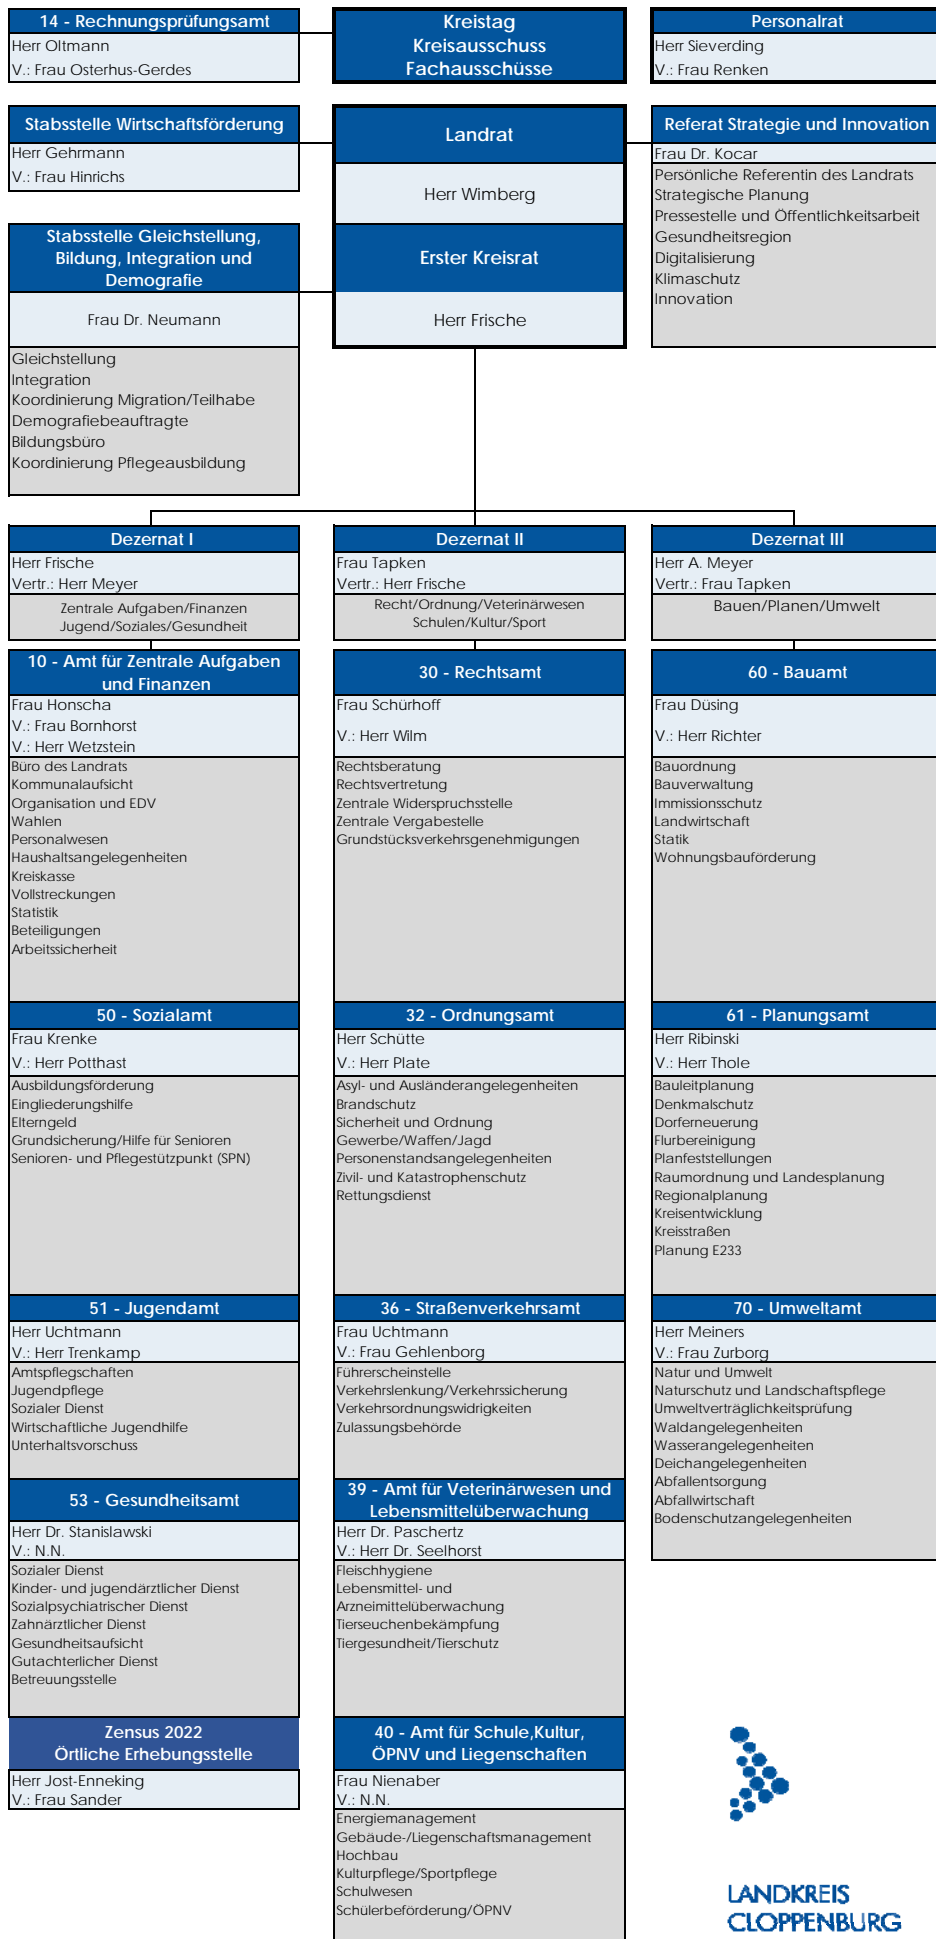 14 - Rechnungsprüfungsamt
Herr Oltmann
V.: Frau Osterhus-Gerdes
Kreistag
Kreisausschuss
Fachausschüsse
Personalrat
Herr Sieverding
V.: Frau Renken
Stabsstelle Wirtschaftsförderung
Herr Gehrmann
V.: Frau Hinrichs
Landrat
Herr Wimberg
Erster Kreisrat
Herr Frische
Referat Strategie und Innovation
Frau Dr. Kocar
Persönliche Referentin des Landrats
Strategische Planung
Pressestelle und Öffentlichkeitsarbeit
Gesundheitsregion
Digitalisierung
Klimaschutz
Innovation
Stabsstelle Gleichstellung,
Bildung, Integration und
Demografie
Frau Dr. Neumann
Gleichstellung
Integration
Koordinierung Migration/Teilhabe
Demografiebeauftragte
Bildungsbüro
Koordinierung Pflegeausbildung
Dezernat I
Herr Frische
Vertr.: Herr Meyer
Zentrale Aufgaben/Finanzen
Jugend/Soziales/Gesundheit
Dezernat II
Frau Tapken
Vertr.: Herr Frische
Recht/Ordnung/Veterinärwesen
Schulen/Kultur/Sport
Dezernat III
Herr A. Meyer
Vertr.: Frau Tapken
Bauen/Planen/Umwelt
10 - Amt für Zentrale Aufgaben
und Finanzen
Frau Honscha
V.: Frau Bornhorst
V.: Herr Wetzstein
Büro des Landrats
Kommunalaufsicht
Organisation und EDV
Wahlen
Personalwesen
Haushaltsangelegenheiten
Kreiskasse
Vollstreckungen
Statistik
Beteiligungen
Arbeitssicherheit
30 - Rechtsamt
Frau Schürhoff
V.: Herr Wilm
Rechtsberatung
Rechtsvertretung
Zentrale Widerspruchsstelle
Zentrale Vergabestelle
Grundstücksverkehrsgenehmigungen
60 - Bauamt
Frau Düsing
V.: Herr Richter
Bauordnung
Bauverwaltung
Immissionsschutz
Landwirtschaft
Statik
Wohnungsbauförderung
50 - Sozialamt
Frau Krenke
V.: Herr Potthast
Ausbildungsförderung
Eingliederungshilfe
Elterngeld
Grundsicherung/Hilfe für Senioren
Senioren- und Pflegestützpunkt (SPN)
32 - Ordnungsamt
Herr Schütte
V.: Herr Plate
Asyl- und Ausländerangelegenheiten
Brandschutz
Sicherheit und Ordnung
Gewerbe/Waffen/Jagd
Personenstandsangelegenheiten
Zivil- und Katastrophenschutz
Rettungsdienst
61 - Planungsamt
Herr Ribinski
V.: Herr Thole
Bauleitplanung
Denkmalschutz
Dorferneuerung
Flurbereinigung
Planfeststellungen
Raumordnung und Landesplanung
Regionalplanung
Kreisentwicklung
Kreisstraßen
Planung E233
51 - Jugendamt
Herr Uchtmann
V.: Herr Trenkamp
Amtspflegschaften
Jugendpflege
Sozialer Dienst
Wirtschaftliche Jugendhilfe
Unterhaltsvorschuss
36 - Straßenverkehrsamt
Frau Uchtmann
V.: Frau Gehlenborg
Führerscheinstelle
Verkehrslenkung/Verkehrssicherung
Verkehrsordnungswidrigkeiten
Zulassungsbehörde
70 - Umweltamt
Herr Meiners
V.: Frau Zurborg
Natur und Umwelt
Naturschutz und Landschaftpflege
Umweltverträglichkeitsprüfung
Waldangelegenheiten
Wasserangelegenheiten
Deichangelegenheiten
Abfallentsorgung
Abfallwirtschaft
Bodenschutzangelegenheiten
53 - Gesundheitsamt
Herr Dr. Stanislawski
V.: N.N.
Sozialer Dienst
Kinder- und jugendärztlicher Dienst
Sozialpsychiatrischer Dienst
Zahnärztlicher Dienst
Gesundheitsaufsicht
Gutachterlicher Dienst
Betreuungsstelle
39 - Amt für Veterinärwesen und
Lebensmittelüberwachung
Herr Dr. Paschertz
V.: Herr Dr. Seelhorst
Fleischhygiene
Lebensmittel- und
Arzneimittelüberwachung
Tierseuchenbekämpfung
Tiergesundheit/Tierschutz
Zensus 2022
Örtliche Erhebungsstelle
Herr Jost-Enneking
V.: Frau Sander
40 - Amt für Schule,Kultur,
ÖPNV und Liegenschaften
Frau Nienaber
V.: N.N.
Energiemanagement
Gebäude-/Liegenschaftsmanagement
Hochbau
Kulturpflege/Sportpflege
Schulwesen
Schülerbeförderung/ÖPNV
LANDKREIS
CLOPPENBURG